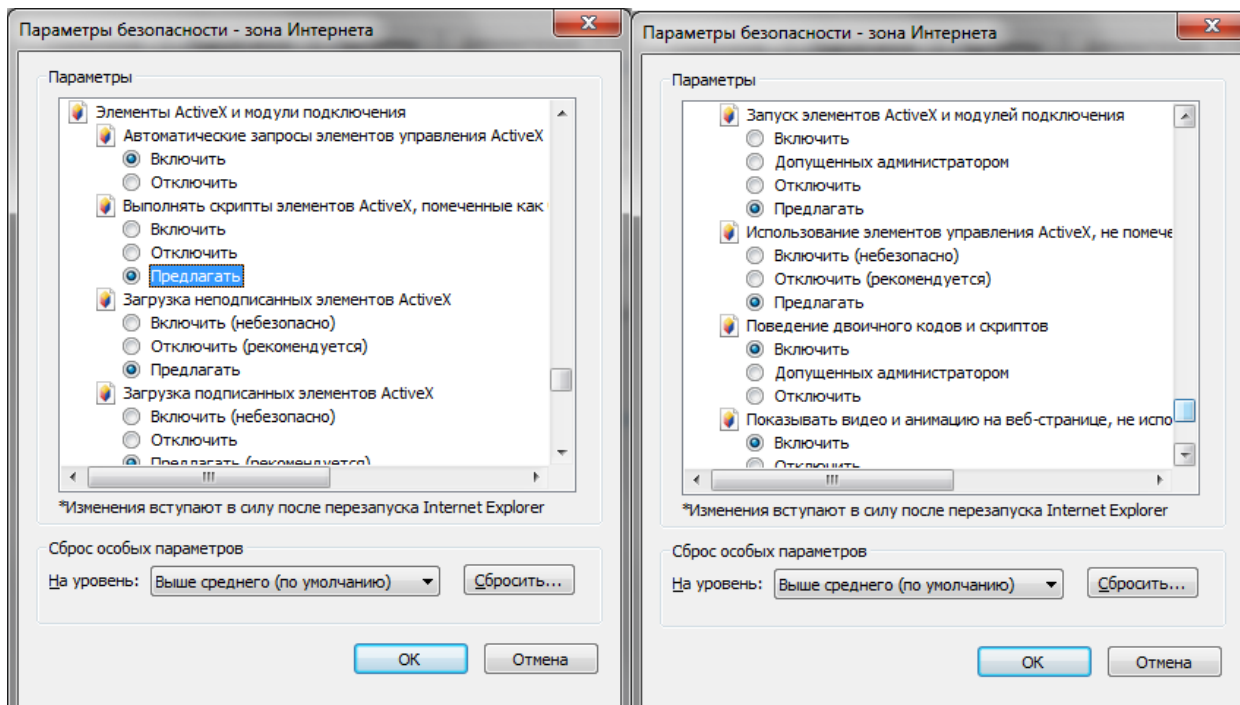 Параметры безопасности - зона Интернета
Параметры
Элементы ActiveX и модули подключения
Автоматические запросы элементов управления ActiveX
Включить
Отключить
Выполнять скрипты элементов ActiveX, помеченные как
Включить
Отключить
Предлагать
Загрузка неподписанных элементов ActiveX
Включить (небезопасно)
Отключить (рекомендуется)
Предлагать
Загрузка подписанных элементов ActiveX
Включить (небезопасно)
Отключить
Предлагать (рекомендуется)
*Изменения вступают в силу после перезапуска Internet Explorer
Сброс особых параметров
На уровень: Выше среднего (по умолчанию) Сбросить...
ОК Отмена
Параметры безопасности - зона Интернета
Параметры
Запуск элементов ActiveX и модулей подключения
Включить
Допущенных администратором
Отключить
Предлагать
Использование элементов управления ActiveX, не помече
Включить (небезопасно)
Отключить (рекомендуется)
Предлагать
Поведение двоичного кодов и скриптов
Включить
Допущенных администратором
Отключить
Показывать видео и анимацию на веб-странице, не испо
Включить
Отключить
*Изменения вступают в силу после перезапуска Internet Explorer
Сброс особых параметров
На уровень: Выше среднего (по умолчанию) Сбросить...
ОК Отмена